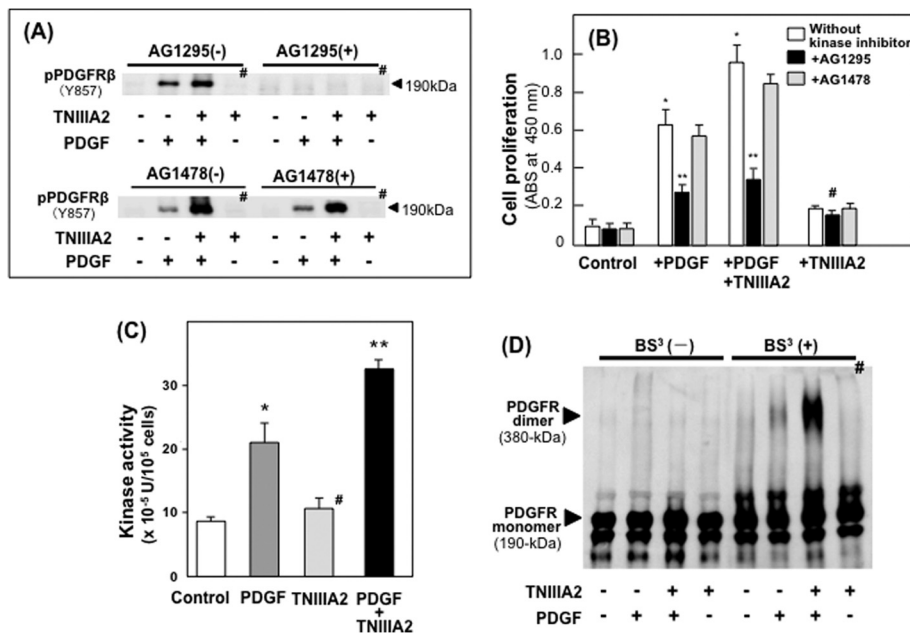 (A)
AG1295(-) AG1295(+)
pPDGFRβ # # 190kDa
(Y857)
TNIIIA2 - - + + - - + +
PDGF - + + - - + + -
AG1478(-) AG1478(+)
pPDGFRβ # # 190kDa
(Y857)
TNIIIA2 - - + + - - + +
PDGF - + + - - + + -
(B)
Without
kinase inhibitor
+AG1295
+AG1478
Cell proliferation
(ABS at 450 nm)
1.0
0.8
0.6
0.4
0.2
0
* ** * ** #
Control +PDGF +PDGF +TNIIIA2
+TNIIIA2
(C)
Kinase activity
(x 10-5 U/105 cells)
30
20
10
0
* # **
Control PDGF TNIIIA2 PDGF
+
TNIIIA2
(D)
BS3 (—) BS3 (+)
#
PDGFR
dimer
(380-kDa)
PDGFR
monomer
(190-kDa)
TNIIIA2 - - + + - - + +
PDGF - + + - - + + -